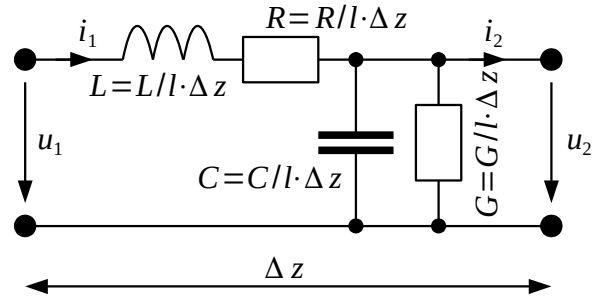 i₁
R=R/l·Δz
i₂
L=L/l·Δz
u₁
C=C/l·Δz
G=G/l·Δz
u₂
Δz